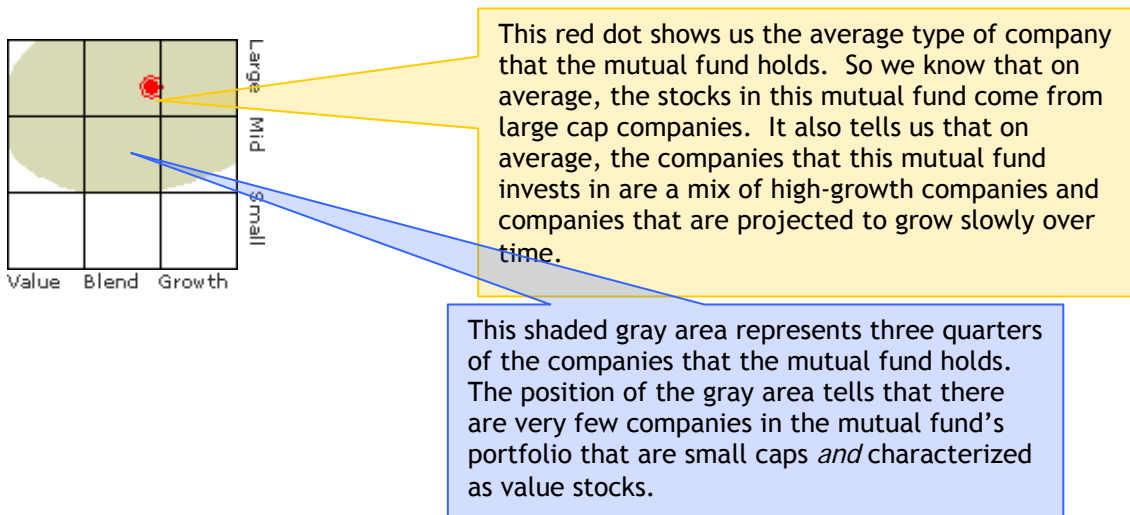 This red dot shows us the average type of company
that the mutual fund holds.  So we know that on
average, the stocks in this mutual fund come from
large cap companies.  It also tells us that on
average, the companies that this mutual fund
invests in are a mix of high-growth companies and
companies that are projected to grow slowly over
time.
Large
Mid
Small
Value Blend Growth
This shaded gray area represents three quarters
of the companies that the mutual fund holds.
The position of the gray area tells that there
are very few companies in the mutual fund’s
portfolio that are small caps and characterized
as value stocks.